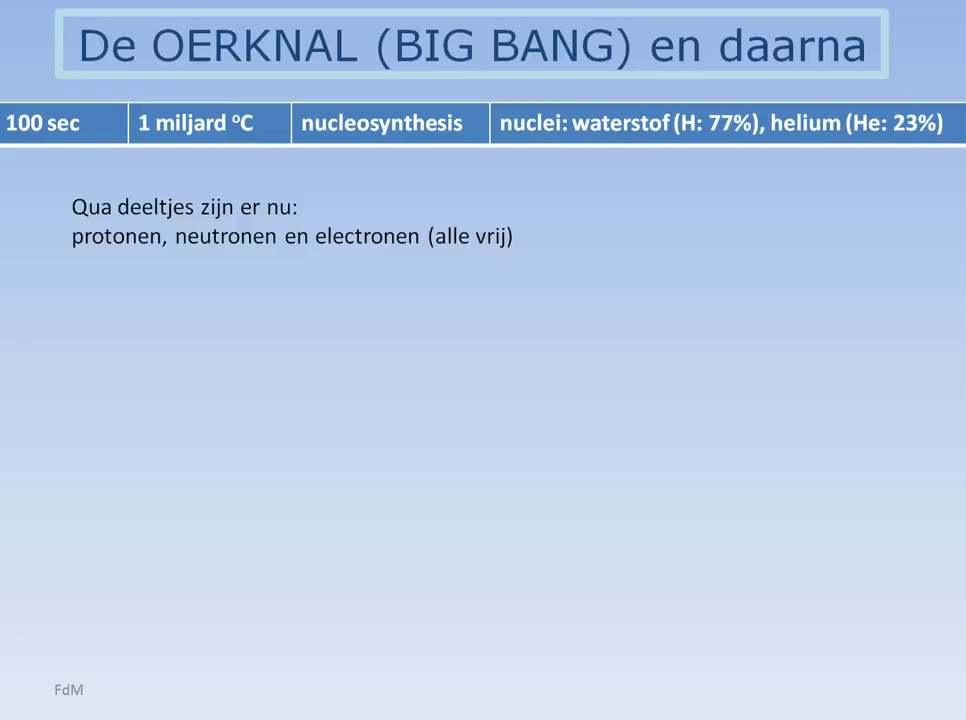 De OERKNAL (BIG BANG) en daarna
100 sec 1 miljard ºC nucleosynthesis nuclei: waterstof (H: 77%), helium (He: 23%)
Qua deeltjes zijn er nu:
protonen, neutronen en electronen (alle vrij)
FdM